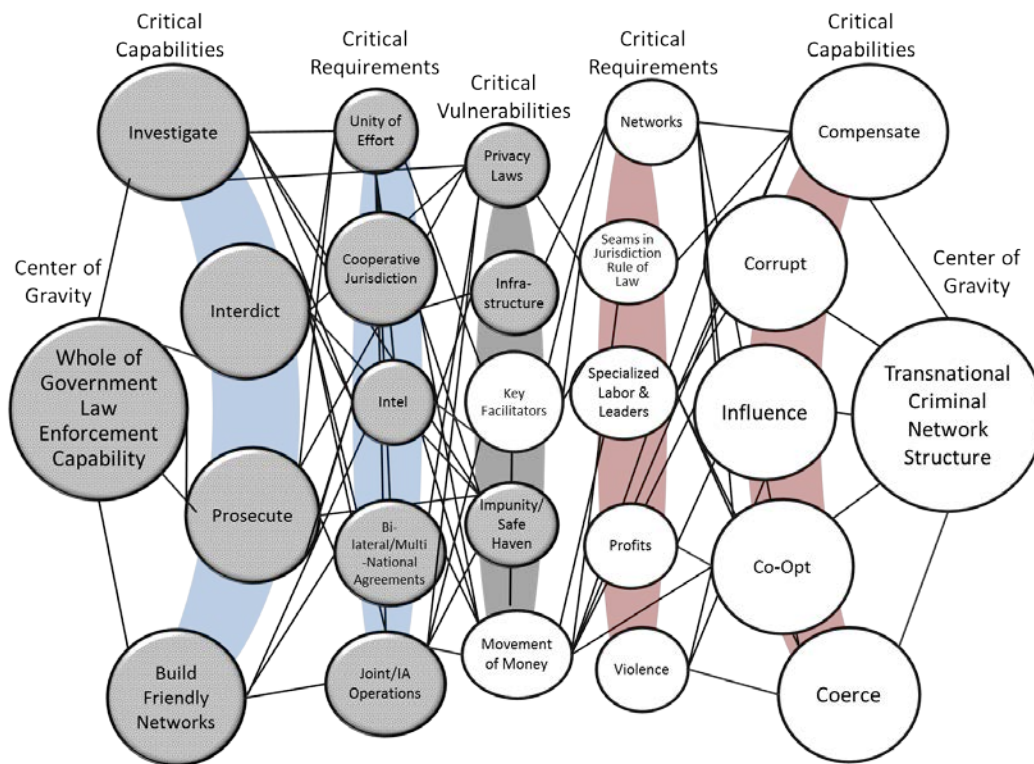 Critical
Capabilities
Critical
Requirements
Critical
Vulnerabilities
Critical
Requirements
Critical
Capabilities
Center of
Gravity
Whole of
Government
Law
Enforcement
Capability
Investigate
Interdict
Prosecute
Build
Friendly
Networks
Unity of
Effort
Cooperative
Jurisdiction
Intel
Bi-
lateral/Multi
-National
Agreements
Joint/IA
Operations
Privacy
Laws
Infra-
structure
Key
Facilitators
Impunity/
Safe
Haven
Movement
of Money
Networks
Seams in
Jurisdiction
Rule of
Law
Specialized
Labor &
Leaders
Profits
Violence
Compensate
Corrupt
Influence
Co-Opt
Coerce
Center of
Gravity
Transnational
Criminal
Network
Structure